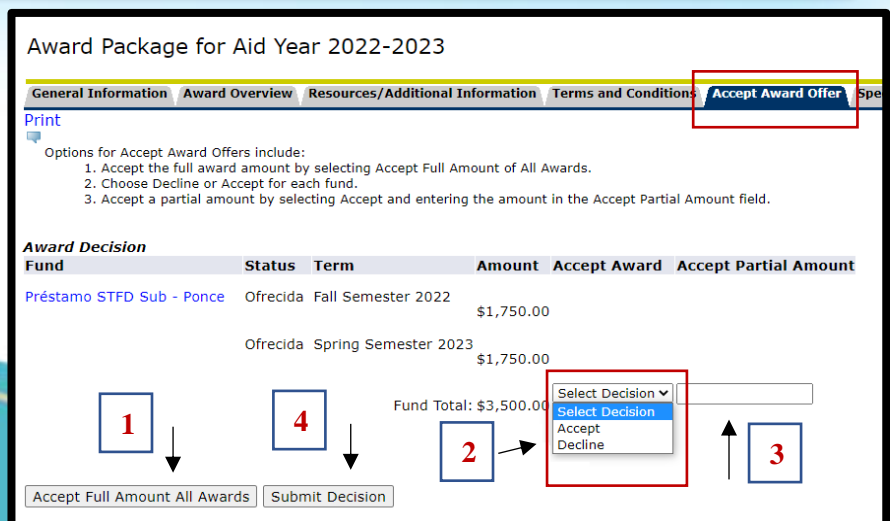 Award Package for Aid Year 2022-2023
General Information Award Overview Resources/Additional Information Terms and Conditions Accept Award Offer Spe
Print
Options for Accept Award Offers include:
1. Accept the full award amount by selecting Accept Full Amount of All Awards.
2. Choose Decline or Accept for each fund.
3. Accept a partial amount by selecting Accept and entering the amount in the Accept Partial Amount field.
Award Decision
Fund Status Term Amount Accept Award Accept Partial Amount
Préstamo STFD Sub - Ponce Ofrecida Fall Semester 2022
$1,750.00
Ofrecida Spring Semester 2023
$1,750.00
Fund Total: $3,500.00 Select Decision
Select Decision
Accept
Decline
1
4
2
3
Accept Full Amount All Awards Submit Decision